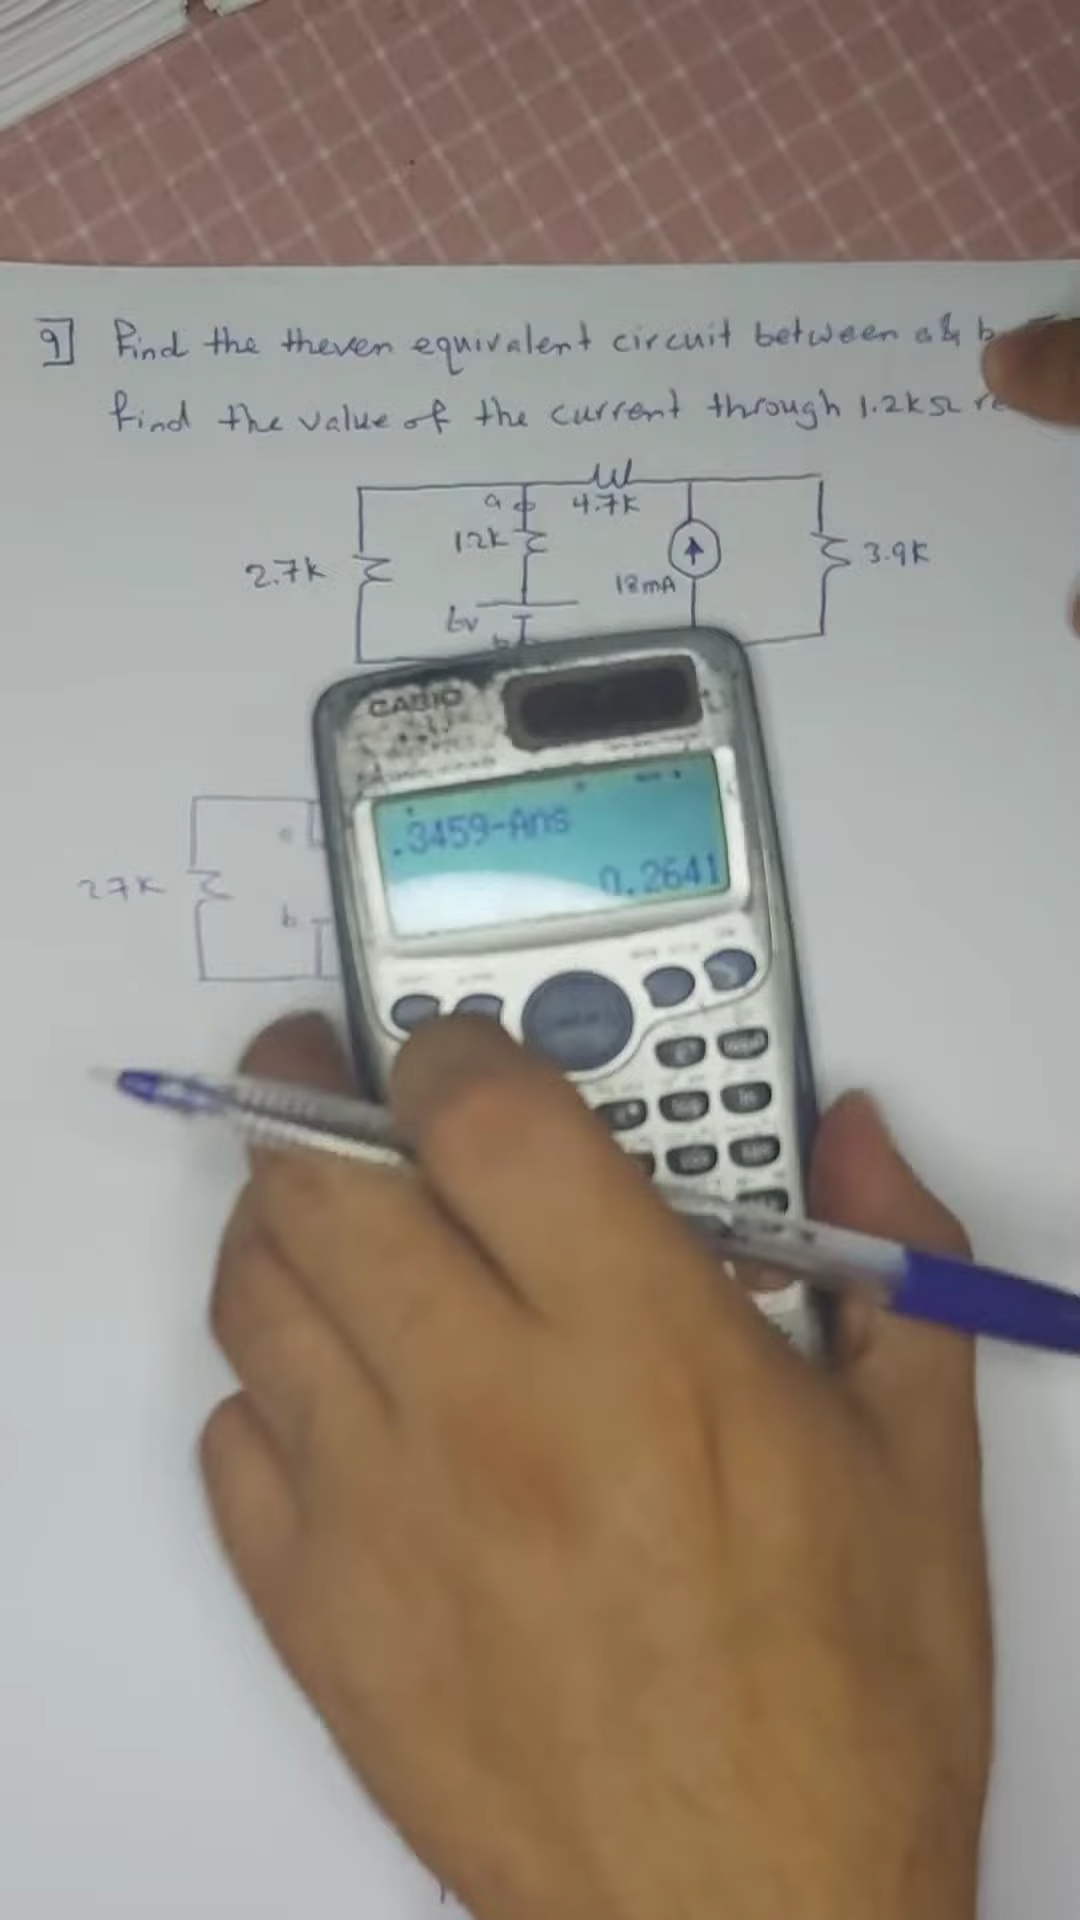 9] Find the theven equivalent circuit between a & b
find the value of the current through 1.2kΩ
a
4.7K
1.2k
2.7k
3.9K
18mA
6v
b
CASIO
.3459-Ans
0.2641
a
2.7K
b